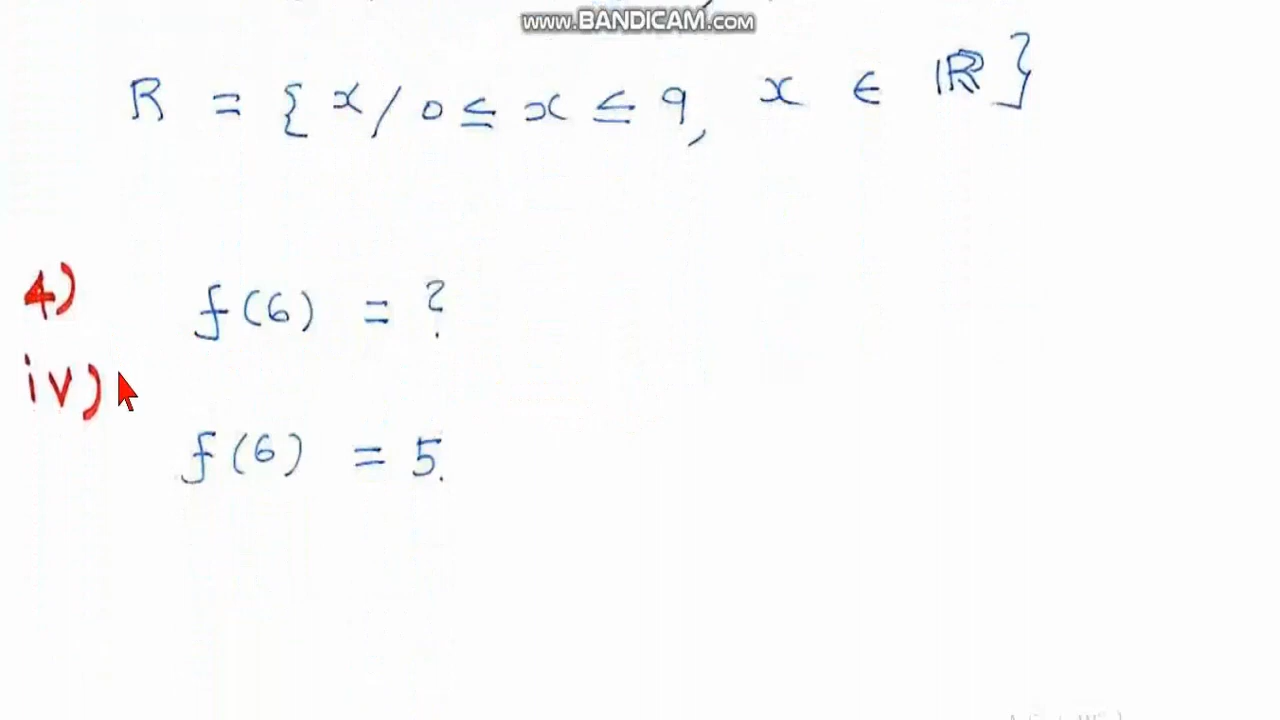 www.BANDICAM.com
R = { x / 0 ≤ x ≤ 9, x ∈ ℝ }
4) f(6) = ?
iv)
f(6) = 5.